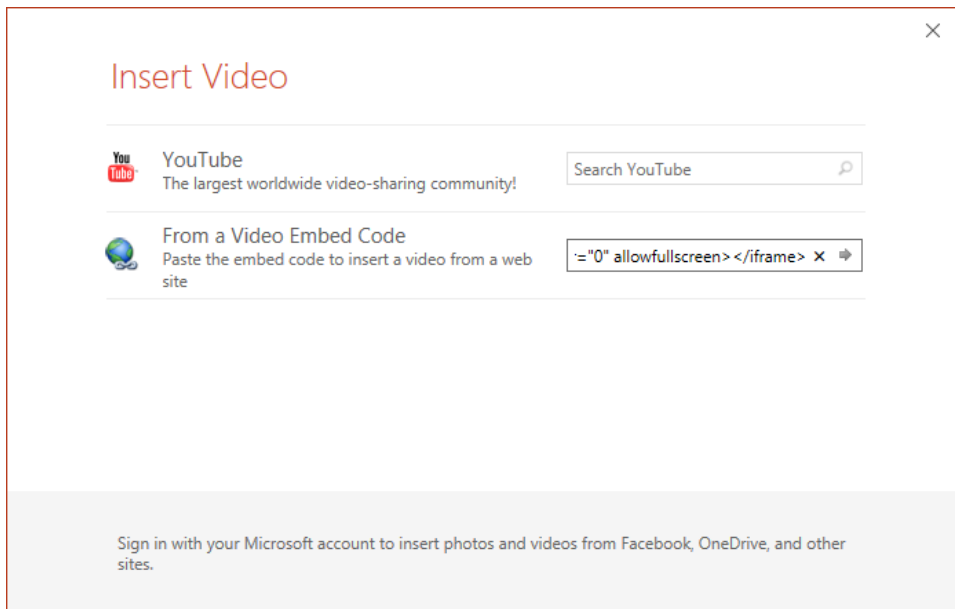 Insert Video
You
Tube
YouTube
The largest worldwide video-sharing community!
Search YouTube
From a Video Embed Code
Paste the embed code to insert a video from a web
site
="0" allowfullscreen></iframe>
Sign in with your Microsoft account to insert photos and videos from Facebook, OneDrive, and other
sites.